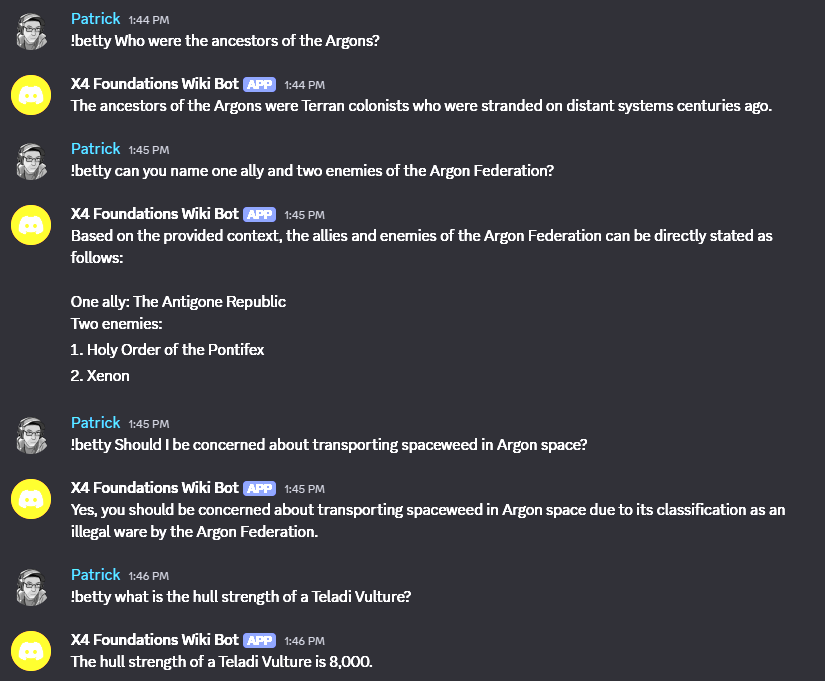 Patrick 1:44 PM
!betty Who were the ancestors of the Argons?
X4 Foundations Wiki Bot APP 1:44 PM
The ancestors of the Argons were Terran colonists who were stranded on distant systems centuries ago.
Patrick 1:45 PM
!betty can you name one ally and two enemies of the Argon Federation?
X4 Foundations Wiki Bot APP 1:45 PM
Based on the provided context, the allies and enemies of the Argon Federation can be directly stated as
follows:
One ally: The Antigone Republic
Two enemies:
1. Holy Order of the Pontifex
2. Xenon
Patrick 1:45 PM
!betty Should I be concerned about transporting spaceweed in Argon space?
X4 Foundations Wiki Bot APP 1:45 PM
Yes, you should be concerned about transporting spaceweed in Argon space due to its classification as an
illegal ware by the Argon Federation.
Patrick 1:46 PM
!betty what is the hull strength of a Teladi Vulture?
X4 Foundations Wiki Bot APP 1:46 PM
The hull strength of a Teladi Vulture is 8,000.